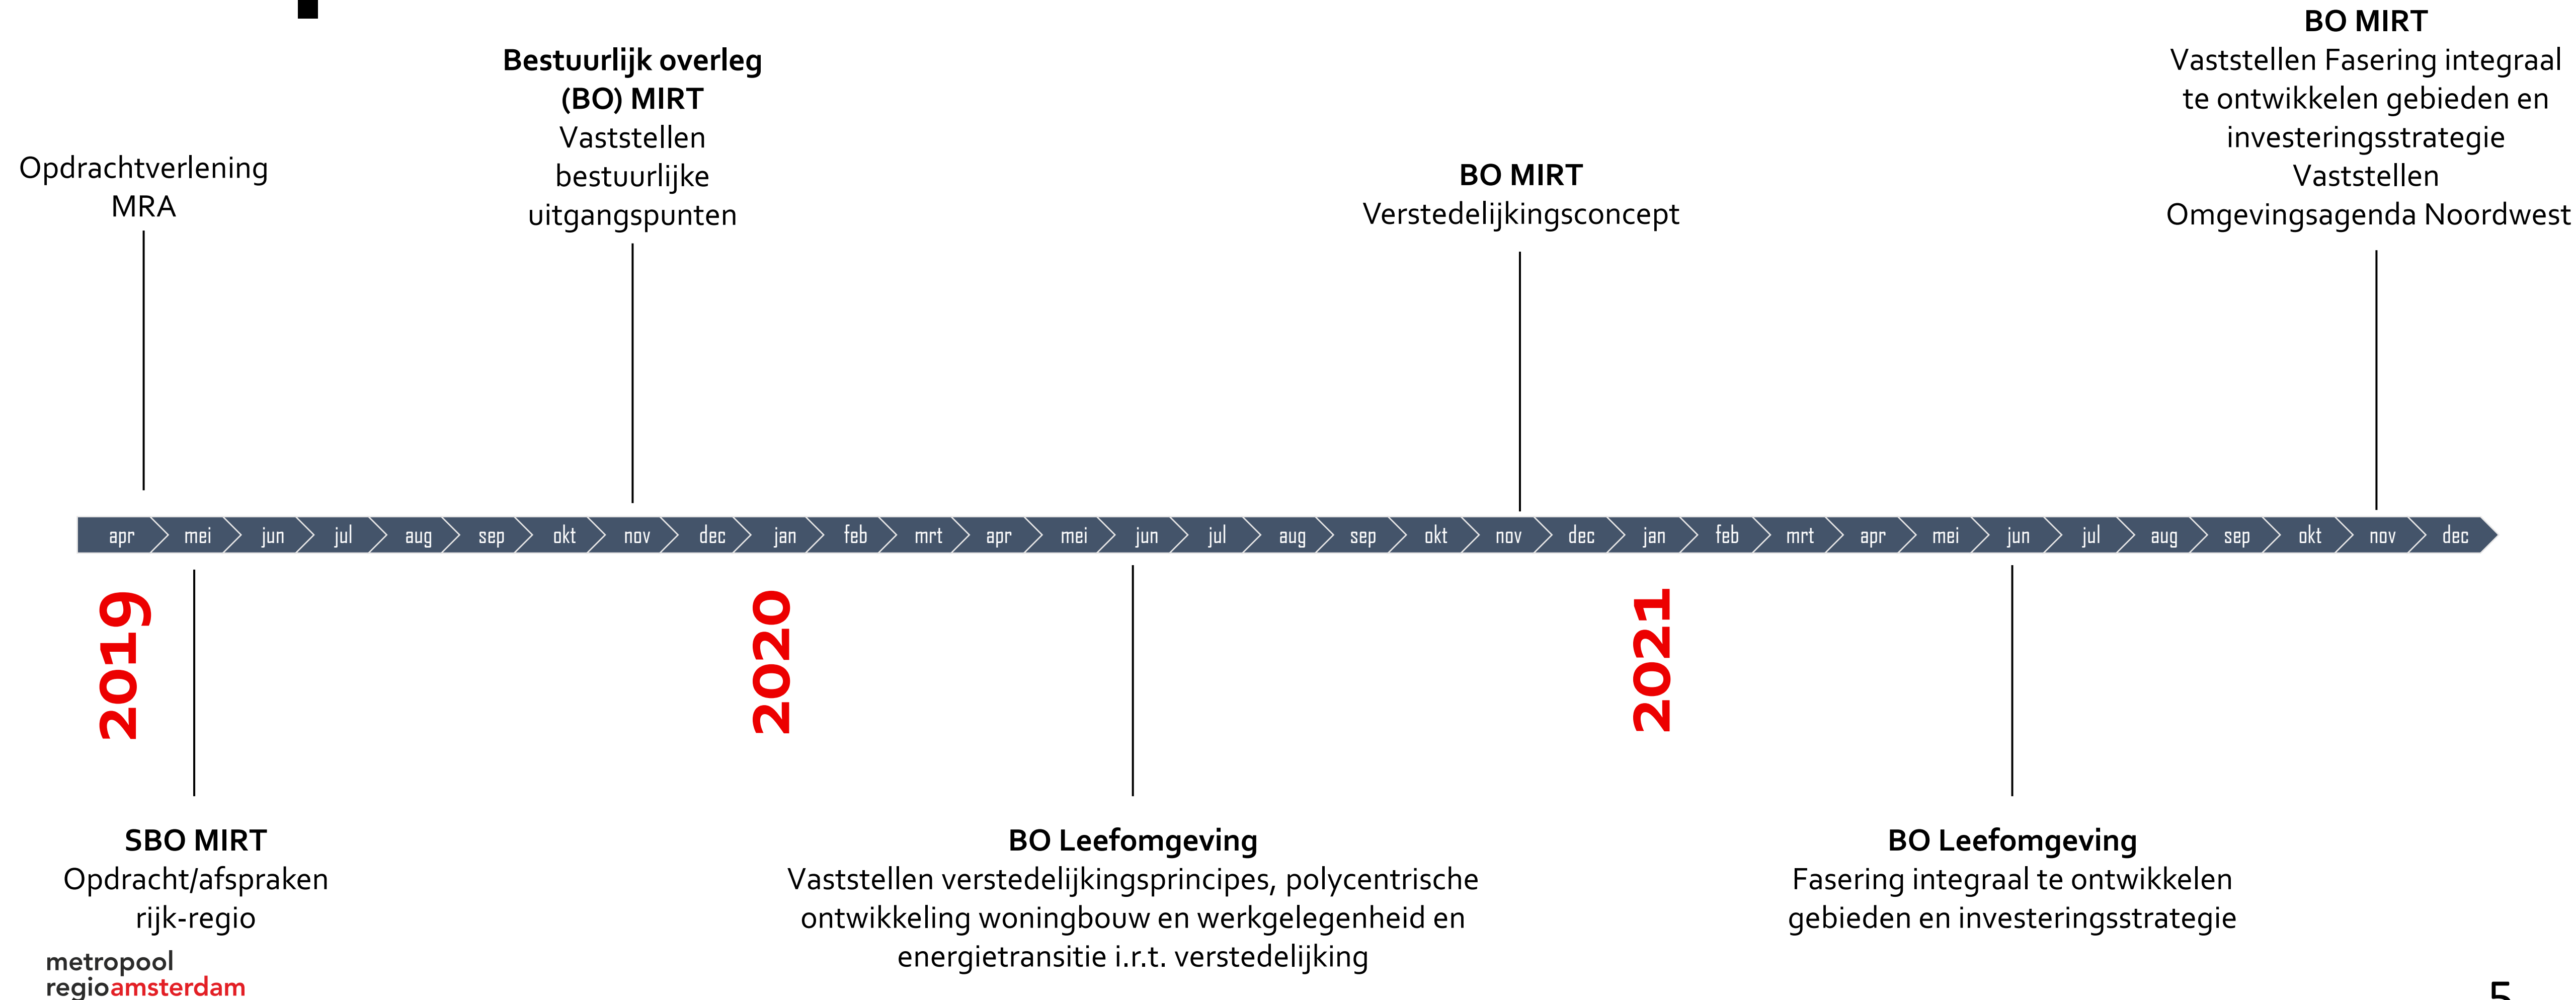 Opdrachtverlening
MRA
Bestuurlijk overleg
(BO) MIRT
Vaststellen
bestuurlijke
uitgangspunten
BO MIRT
Verstedelijkingsconcept
BO MIRT
Vaststellen Fasering integraal
te ontwikkelen gebieden en
investeringsstrategie
Vaststellen
Omgevingsagenda Noordwest
apr mei jun jul aug sep okt nov dec jan feb mrt apr mei jun jul aug sep okt nov dec jan feb mrt apr mei jun jul aug sep okt nov dec
2019
2020
2021
SBO MIRT
Opdracht/afspraken
rijk-regio
BO Leefomgeving
Vaststellen verstedelijkingsprincipes, polycentrische
ontwikkeling woningbouw en werkgelegenheid en
energietransitie i.r.t. verstedelijking
BO Leefomgeving
Fasering integraal te ontwikkelen
gebieden en investeringsstrategie
metropool
regioamsterdam
5